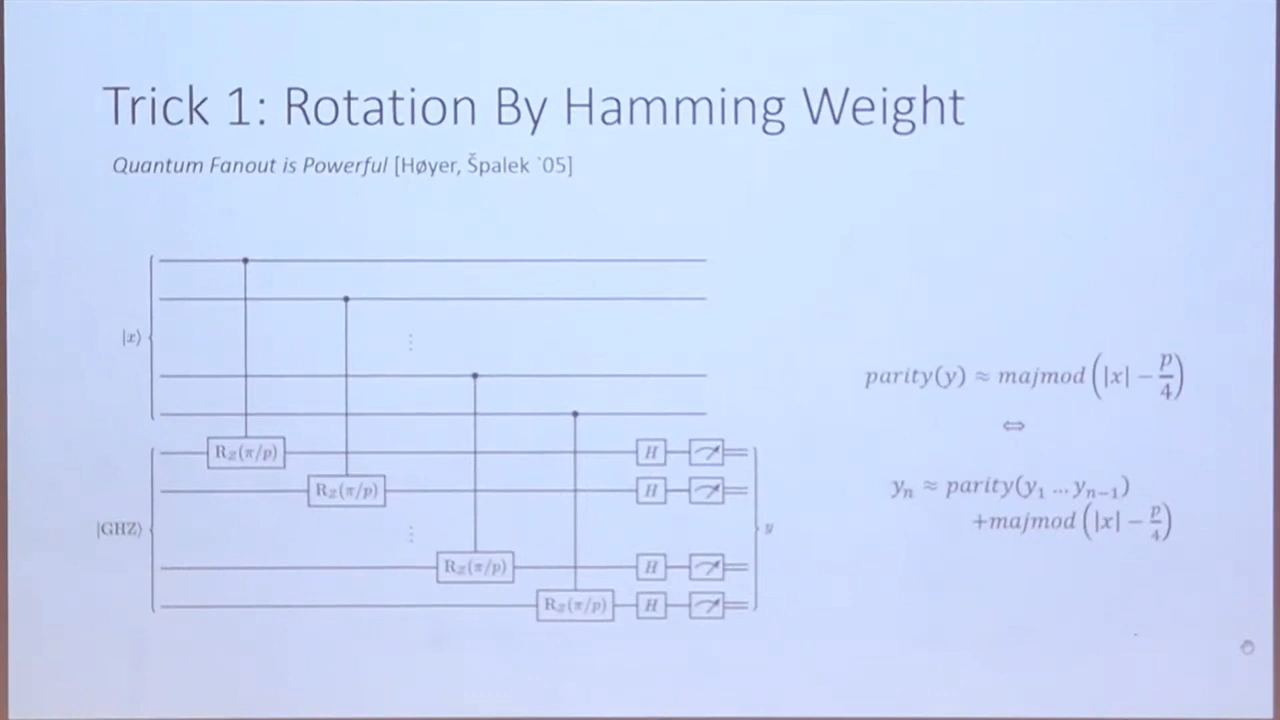 Trick 1: Rotation By Hamming Weight
Quantum Fanout is Powerful [Høyer, Špalek `05]
|x⟩
⋮
R_z(π/p)
H
R_z(π/p)
H
|GHZ⟩
⋮
y
R_z(π/p)
H
R_z(π/p)
H
parity(y) ≈ majmod(|x| − p/4)
⇔
y_n ≈ parity(y_1 … y_{n−1})
+majmod(|x| − p/4)